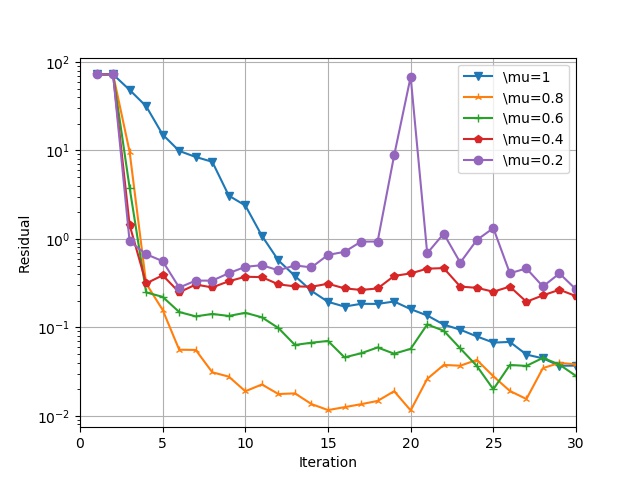 10²
10¹
10⁰
10⁻¹
10⁻²
Residual
0 5 10 15 20 25 30
Iteration
\mu=1
\mu=0.8
\mu=0.6
\mu=0.4
\mu=0.2